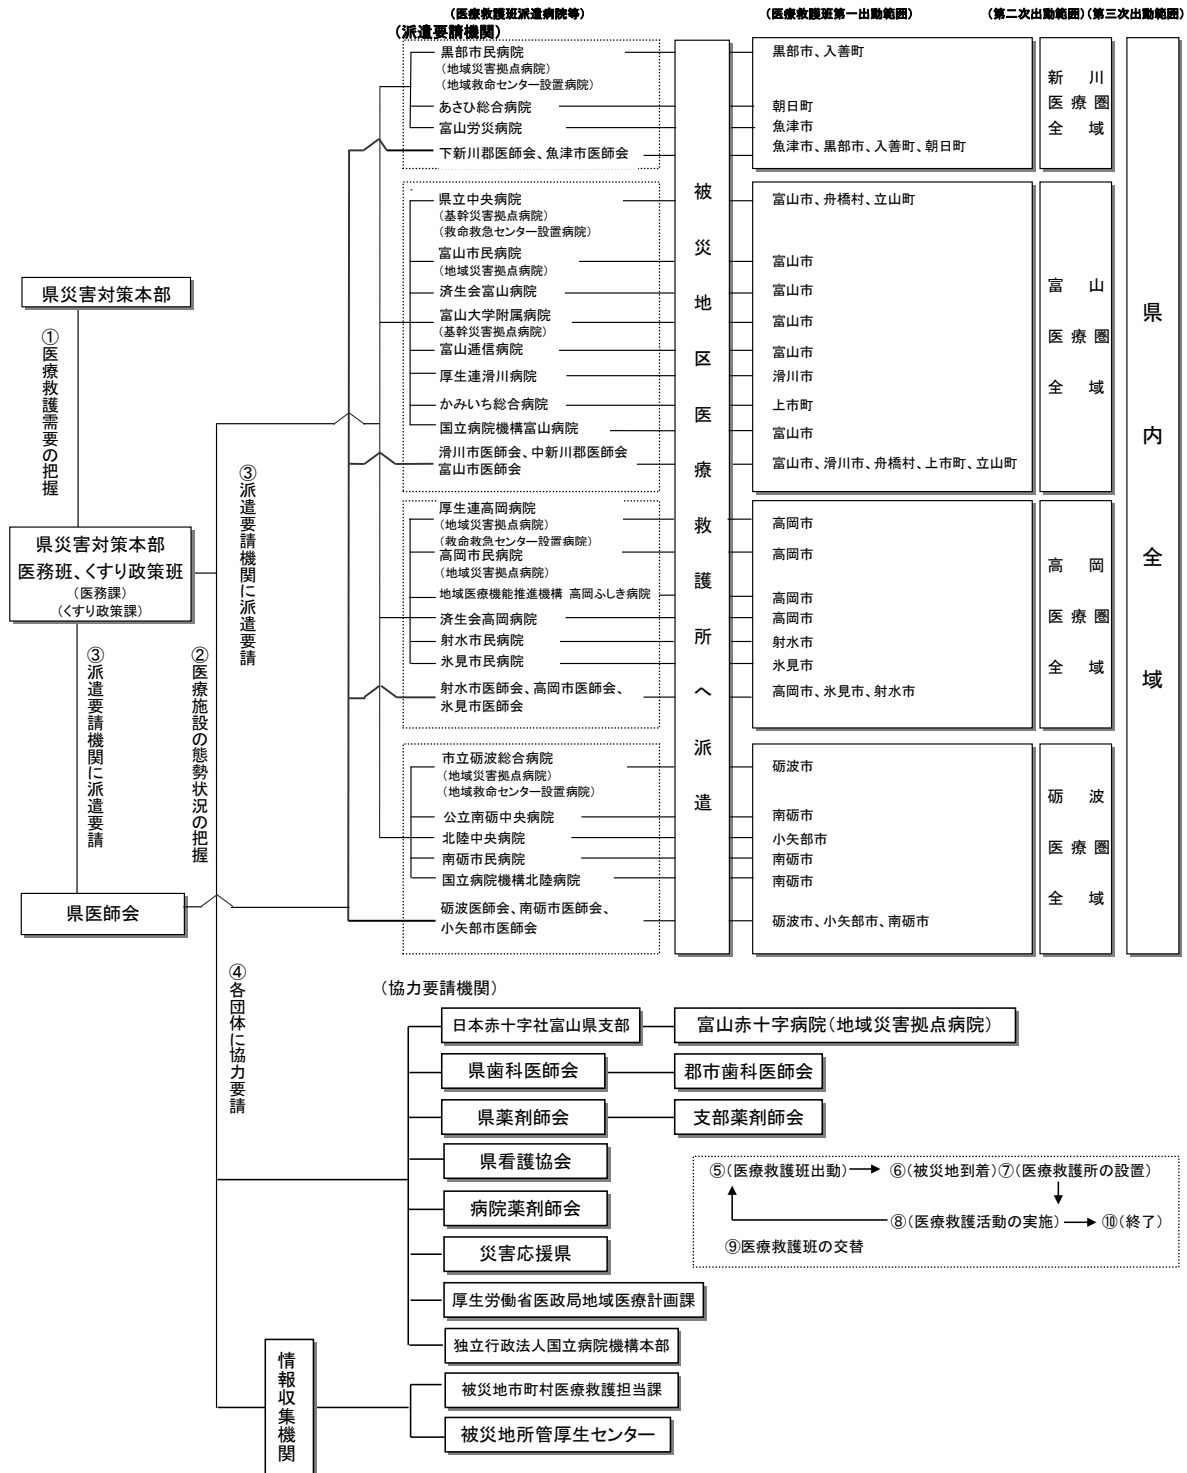 (医療救護班派遣病院等)
(医療救護班第一出動範囲)
(第二次出動範囲)(第三次出動範囲)
(派遣要請機関)
黒部市民病院
(地域災害拠点病院)
(地域救命センター設置病院)
あさひ総合病院
富山労災病院
下新川郡医師会、魚津市医師会
黒部市、入善町
朝日町
魚津市
魚津市、黒部市、入善町、朝日町
新川
医療圏
全域
県立中央病院
(基幹災害拠点病院)
(救命救急センター設置病院)
富山市民病院
(地域災害拠点病院)
済生会富山病院
富山大学附属病院
(基幹災害拠点病院)
富山逓信病院
厚生連滑川病院
かみいち総合病院
国立病院機構富山病院
滑川市医師会、中新川郡医師会
富山市医師会
富山市、舟橋村、立山町
富山市
富山市
富山市
富山市
滑川市
上市町
富山市
富山市、滑川市、舟橋村、上市町、立山町
富山
医療圏
全域
厚生連高岡病院
(地域災害拠点病院)
(救命救急センター設置病院)
高岡市民病院
(地域災害拠点病院)
地域医療機能推進機構 高岡ふしき病院
済生会高岡病院
射水市民病院
氷見市民病院
射水市医師会、高岡市医師会、
氷見市医師会
高岡市
高岡市
高岡市
高岡市
射水市
氷見市
高岡市、氷見市、射水市
高岡
医療圏
全域
市立砺波総合病院
(地域災害拠点病院)
(地域救命センター設置病院)
公立南砺中央病院
北陸中央病院
南砺市民病院
国立病院機構北陸病院
砺波医師会、南砺市医師会、
小矢部市医師会
砺波市
南砺市
小矢部市
南砺市
南砺市
砺波市、小矢部市、南砺市
砺波
医療圏
全域
被災地区医療救護所へ派遣
県内全域
県災害対策本部
①医療救護需要の把握
県災害対策本部
医務班、くすり政策班
(医務課)
(くすり政策課)
③派遣要請機関に派遣要請
②医療施設の態勢状況の把握
③派遣要請機関に派遣要請
県医師会
④各団体に協力要請
(協力要請機関)
日本赤十字社富山県支部
富山赤十字病院(地域災害拠点病院)
県歯科医師会
郡市歯科医師会
県薬剤師会
支部薬剤師会
県看護協会
病院薬剤師会
災害応援県
厚生労働省医政局地域医療計画課
独立行政法人国立病院機構本部
⑤(医療救護班出動)
⑥(被災地到着)⑦(医療救護所の設置)
⑧(医療救護活動の実施)
⑩(終了)
⑨医療救護班の交替
情報収集機関
被災地市町村医療救護担当課
被災地所管厚生センター